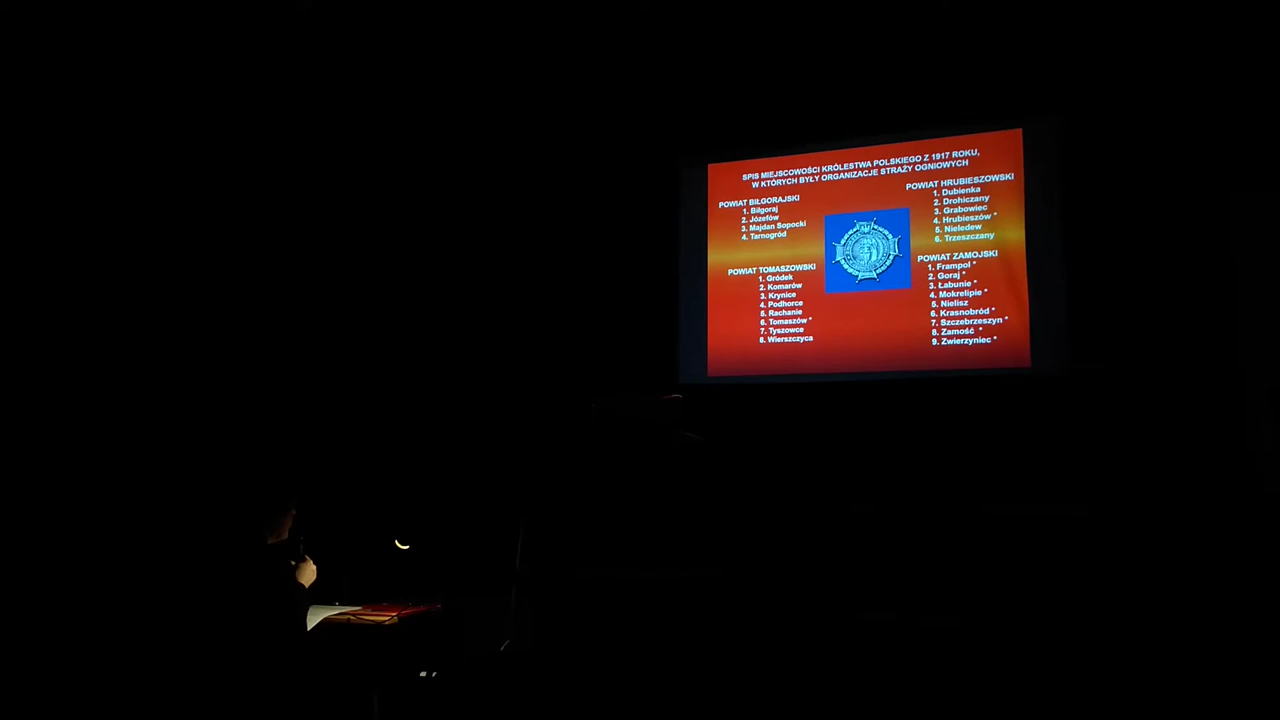 SPIS MIEJSCOWOŚCI KRÓLESTWA POLSKIEGO Z 1917 ROKU,
W KTÓRYCH BYŁY ORGANIZACJE STRAŻY OGNIOWYCH
POWIAT BIŁGORAJSKI
1. Biłgoraj
2. Józefów
3. Majdan Sopocki
4. Tarnogród
POWIAT TOMASZOWSKI
1. Gródek
2. Komarów
3. Krynice
4. Podhorce
5. Rachanie
6. Tomaszów *
7. Tyszowce
8. Wierszczyca
POWIAT HRUBIESZOWSKI
1. Dubienka
2. Drohiczany
3. Grabowiec
4. Hrubieszów *
5. Nieledew
6. Trzeszczany
POWIAT ZAMOJSKI
1. Frampol *
2. Goraj *
3. Łabunie *
4. Mokrelipie *
5. Nielisz
6. Krasnobród *
7. Szczebrzeszyn *
8. Zamość *
9. Zwierzyniec *